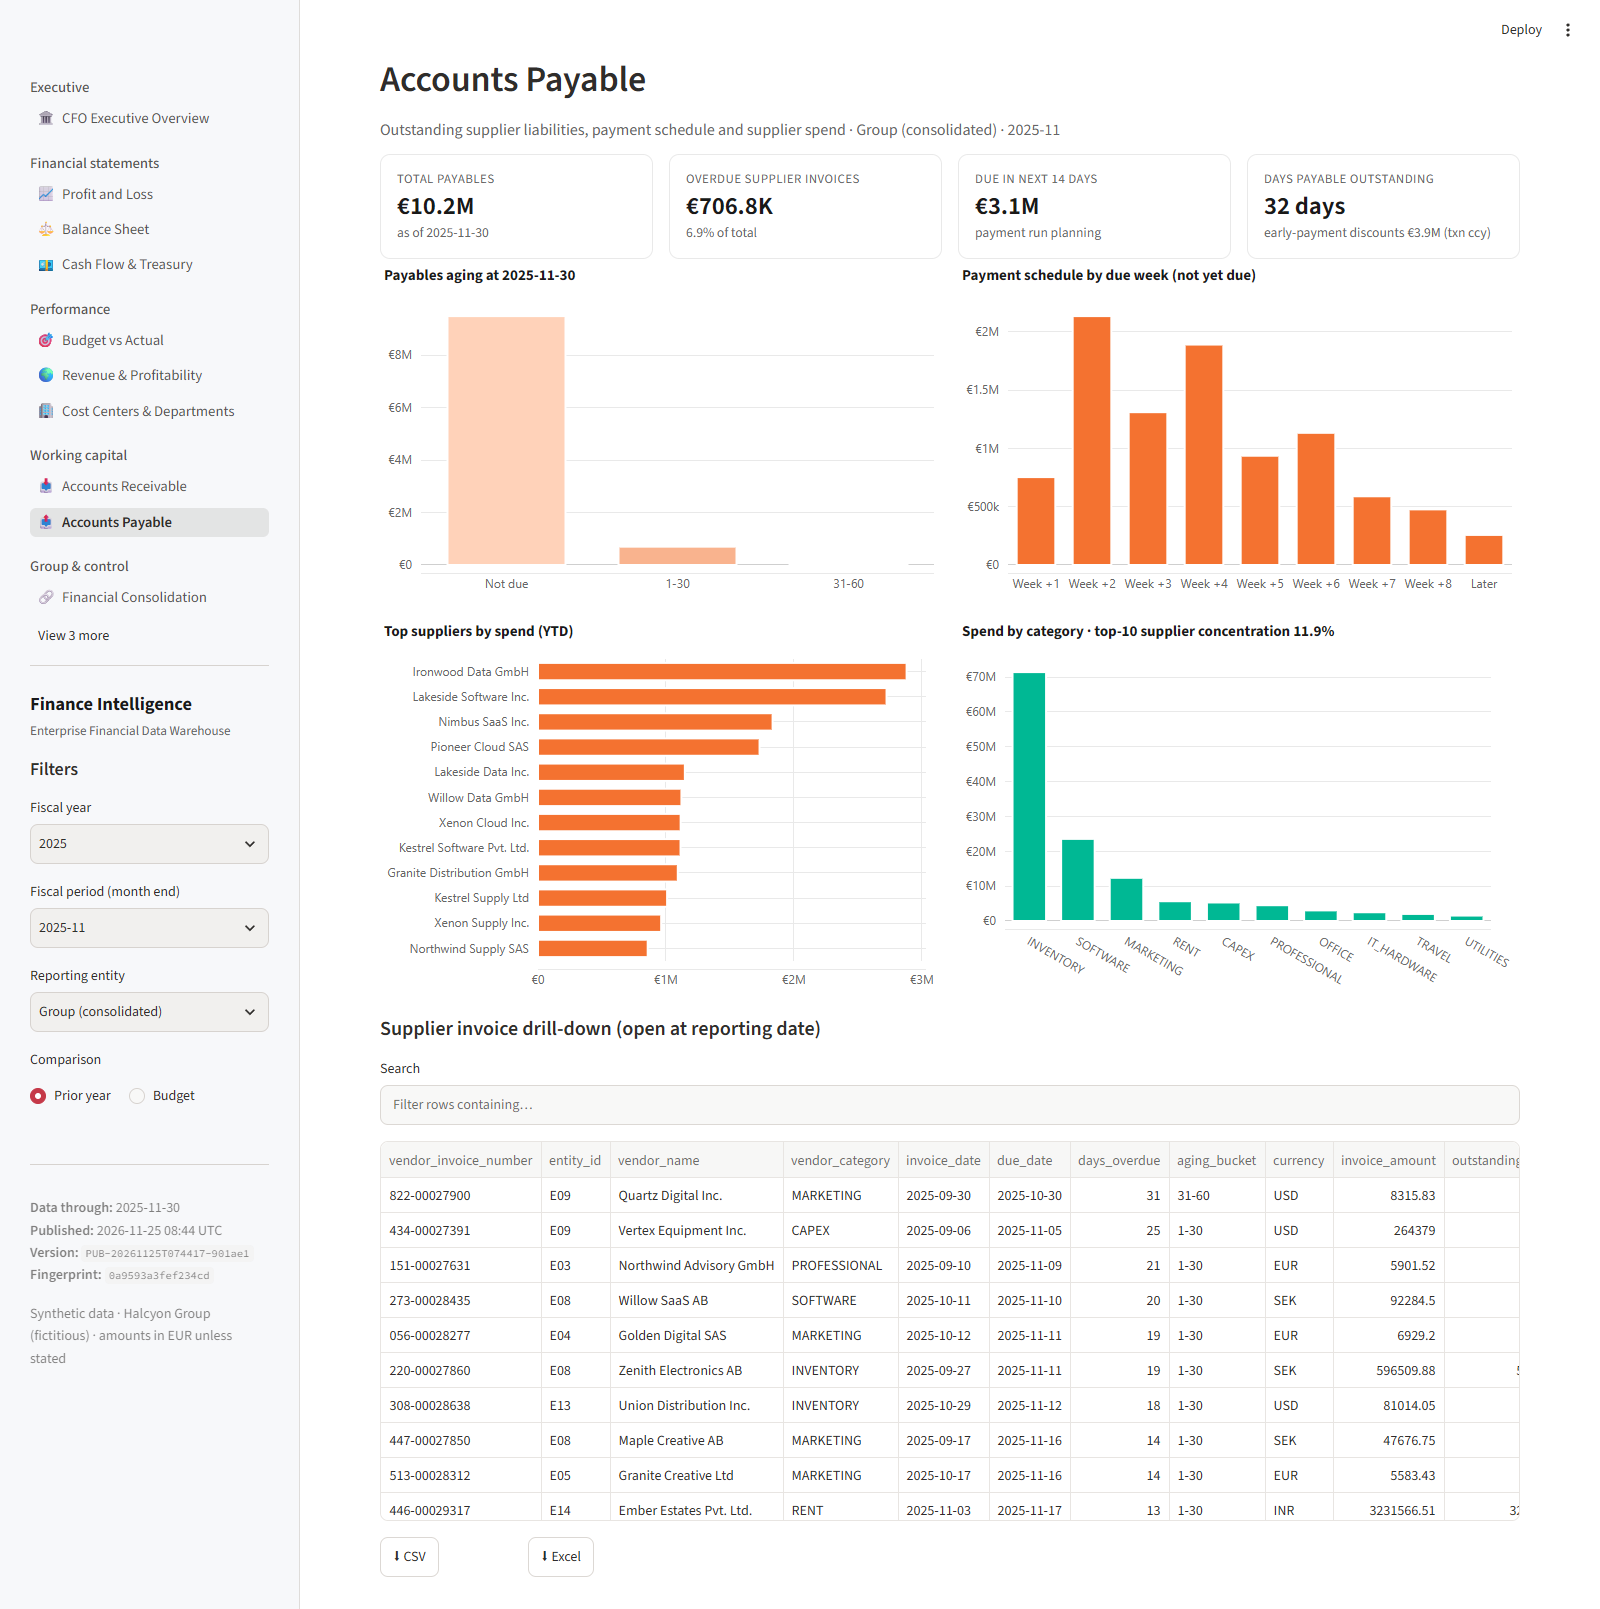 Deploy
Executive
CFO Executive Overview
Financial statements
Profit and Loss
Balance Sheet
Cash Flow & Treasury
Performance
Budget vs Actual
Revenue & Profitability
Cost Centers & Departments
Working capital
Accounts Receivable
Accounts Payable
Group & control
Financial Consolidation
View 3 more
Finance Intelligence
Enterprise Financial Data Warehouse
Filters
Fiscal year
2025
Fiscal period (month end)
2025-11
Reporting entity
Group (consolidated)
Comparison
Prior year Budget
Data through: 2025-11-30
Published: 2026-11-25 08:44 UTC
Version: PUB-20261125T074417-901ae1
Fingerprint: 0a9593a3fef234cd
Synthetic data · Halcyon Group
(fictitious) · amounts in EUR unless
stated
Accounts Payable
Outstanding supplier liabilities, payment schedule and supplier spend · Group (consolidated) · 2025-11
TOTAL PAYABLES
€10.2M
as of 2025-11-30
OVERDUE SUPPLIER INVOICES
€706.8K
6.9% of total
DUE IN NEXT 14 DAYS
€3.1M
payment run planning
DAYS PAYABLE OUTSTANDING
32 days
early-payment discounts €3.9M (txn ccy)
Payables aging at 2025-11-30
€8M
€6M
€4M
€2M
€0
Not due 1-30 31-60
Payment schedule by due week (not yet due)
€2M
€1.5M
€1M
€500k
€0
Week +1 Week +2 Week +3 Week +4 Week +5 Week +6 Week +7 Week +8 Later
Top suppliers by spend (YTD)
Ironwood Data GmbH
Lakeside Software Inc.
Nimbus SaaS Inc.
Pioneer Cloud SAS
Lakeside Data Inc.
Willow Data GmbH
Xenon Cloud Inc.
Kestrel Software Pvt. Ltd.
Granite Distribution GmbH
Kestrel Supply Ltd
Xenon Supply Inc.
Northwind Supply SAS
€0 €1M €2M €3M
Spend by category · top-10 supplier concentration 11.9%
€70M
€60M
€50M
€40M
€30M
€20M
€10M
€0
INVENTORY SOFTWARE MARKETING RENT CAPEX PROFESSIONAL OFFICE IT_HARDWARE TRAVEL UTILITIES
Supplier invoice drill-down (open at reporting date)
Search
Filter rows containing…
vendor_invoice_number entity_id vendor_name vendor_category invoice_date due_date days_overdue aging_bucket currency invoice_amount outstanding
822-00027900 E09 Quartz Digital Inc. MARKETING 2025-09-30 2025-10-30 31 31-60 USD 8315.83
434-00027391 E09 Vertex Equipment Inc. CAPEX 2025-09-06 2025-11-05 25 1-30 USD 264379
151-00027631 E03 Northwind Advisory GmbH PROFESSIONAL 2025-09-10 2025-11-09 21 1-30 EUR 5901.52
273-00028435 E08 Willow SaaS AB SOFTWARE 2025-10-11 2025-11-10 20 1-30 SEK 92284.5
056-00028277 E04 Golden Digital SAS MARKETING 2025-10-12 2025-11-11 19 1-30 EUR 6929.2
220-00027860 E08 Zenith Electronics AB INVENTORY 2025-09-27 2025-11-11 19 1-30 SEK 596509.88
308-00028638 E13 Union Distribution Inc. INVENTORY 2025-10-29 2025-11-12 18 1-30 USD 81014.05
447-00027850 E08 Maple Creative AB MARKETING 2025-09-17 2025-11-16 14 1-30 SEK 47676.75
513-00028312 E05 Granite Creative Ltd MARKETING 2025-10-17 2025-11-16 14 1-30 EUR 5583.43
446-00029317 E14 Ember Estates Pvt. Ltd. RENT 2025-11-03 2025-11-17 13 1-30 INR 3231566.51
CSV Excel